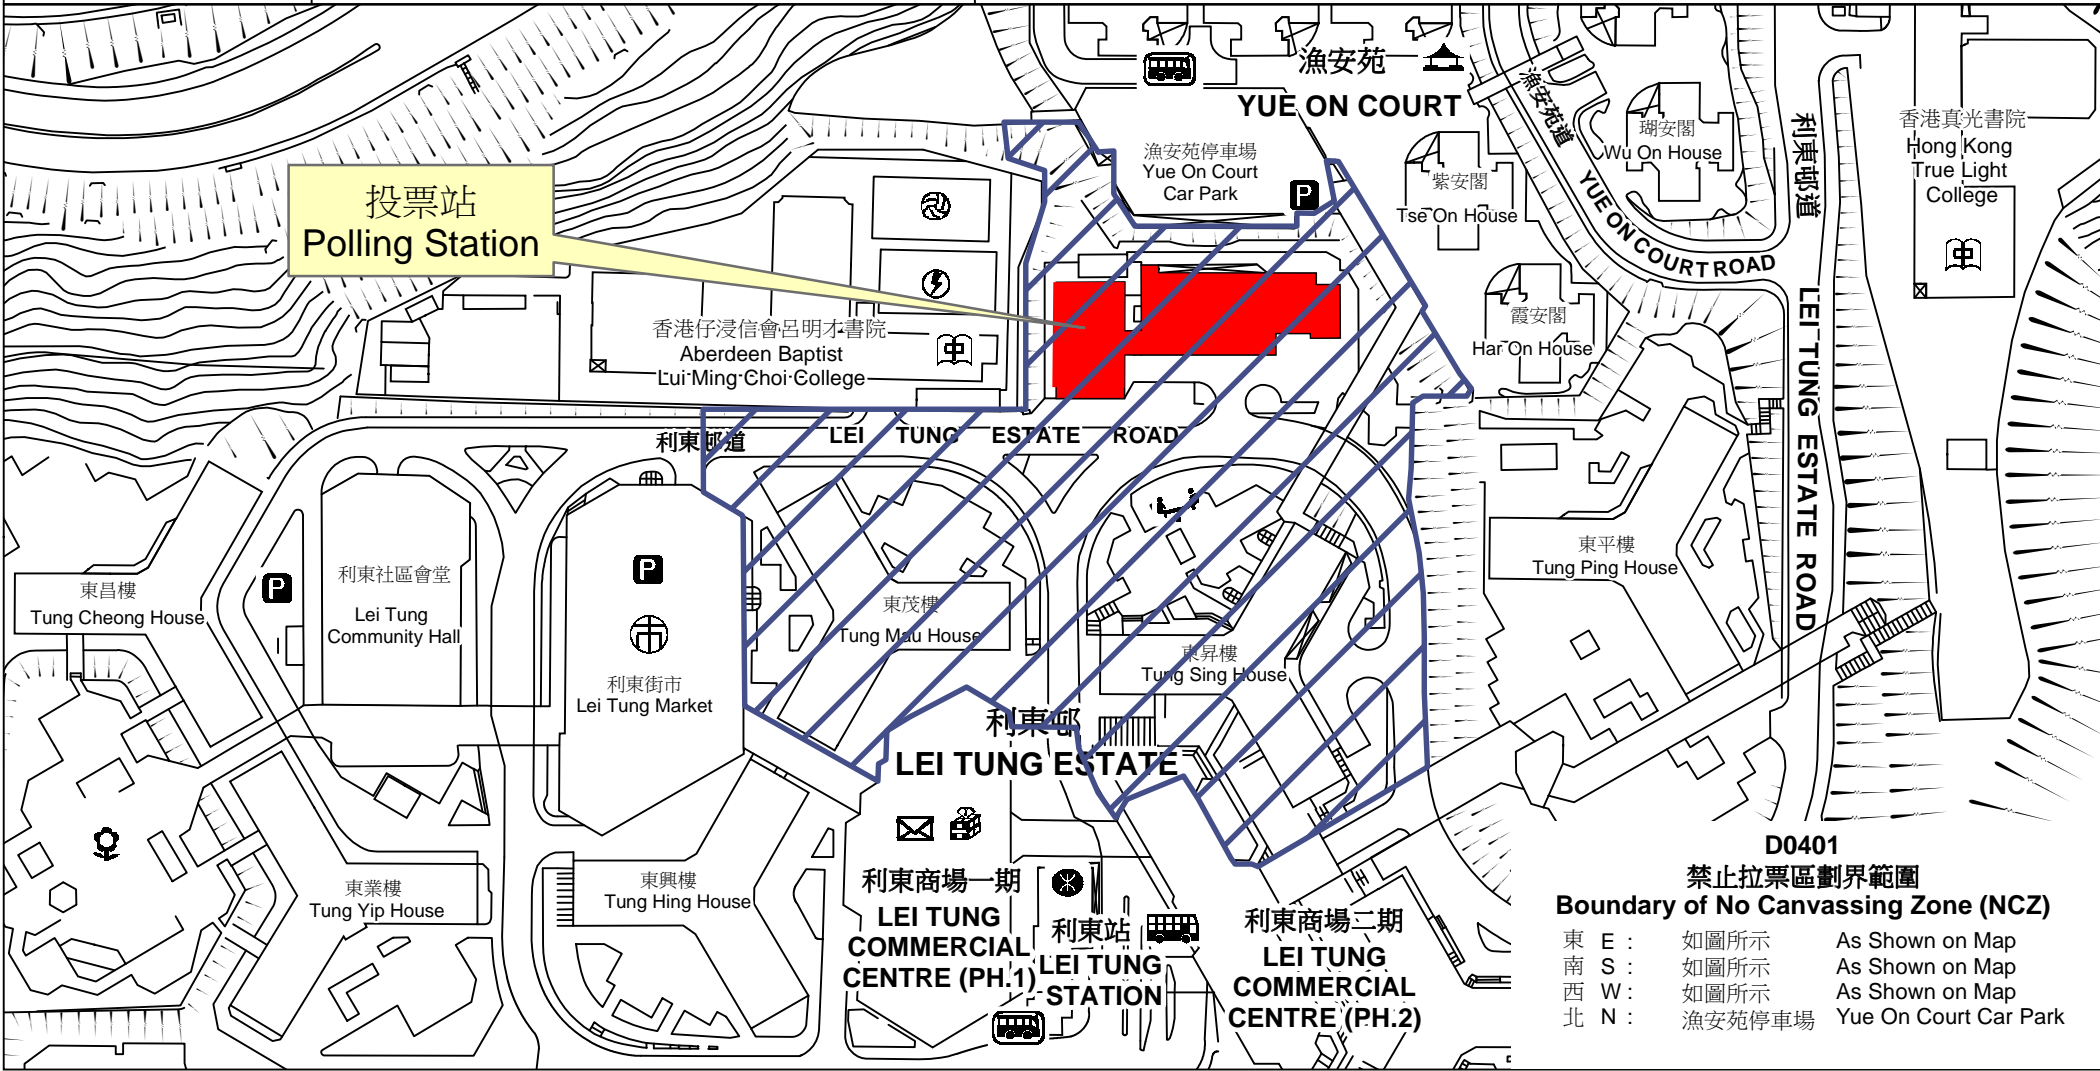 漁安苑
YUE ON COURT
漁安苑停車場
Yue On Court
Car Park
P
漁安苑道
YUE ON COURT ROAD
瑚安閣
Wu On House
利東邨道
LEI TUNG ESTATE ROAD
香港真光書院
Hong Kong
True Light
College
中
紫安閣
Tse On House
霞安閣
Har On House
投票站
Polling Station
香港仔浸信會呂明才書院
Aberdeen Baptist
Lui Ming Choi College
中
利東邨道
LEI TUNG ESTATE ROAD
東昌樓
Tung Cheong House
P
利東社區會堂
Lei Tung
Community Hall
P
市
利東街市
Lei Tung Market
東茂樓
Tung Mau House
東昇樓
Tung Sing House
東平樓
Tung Ping House
利東邨
LEI TUNG ESTATE
東業樓
Tung Yip House
東興樓
Tung Hing House
利東商場一期
LEI TUNG
COMMERCIAL
CENTRE (PH.1)
利東站
LEI TUNG
STATION
利東商場二期
LEI TUNG
COMMERCIAL
CENTRE (PH.2)
D0401
禁止拉票區劃界範圍
Boundary of No Canvassing Zone (NCZ)
東 E : 如圖所示 As Shown on Map
南 S : 如圖所示 As Shown on Map
西 W : 如圖所示 As Shown on Map
北 N : 漁安苑停車場 Yue On Court Car Park